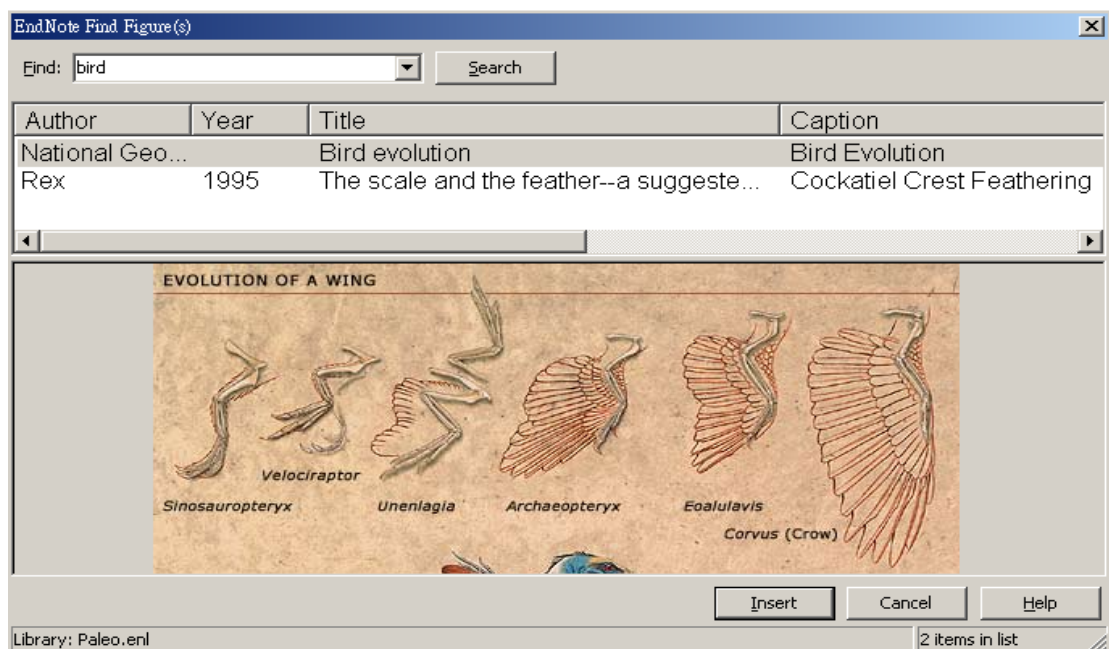 EndNote Find Figure(s)
Find: bird Search
Author Year Title Caption
National Geo... Bird evolution Bird Evolution
Rex 1995 The scale and the feather--a suggeste... Cockatiel Crest Feathering
EVOLUTION OF A WING
Velociraptor
Sinosauropteryx Unenlagia Archaeopteryx Eoalulavis
Corvus (Crow)
Insert Cancel Help
Library: Paleo.enl 2 items in list